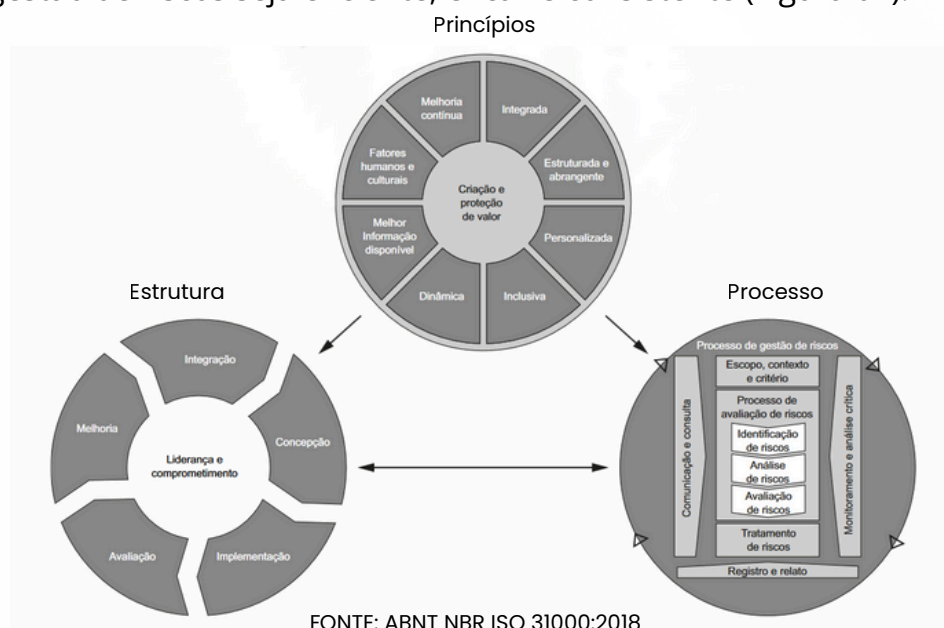 Princípios
Melhoria
contínua
Integrada
Fatores
humanos e
culturais
Estruturada e
abrangente
Criação e
proteção
de valor
Melhor
Informação
disponível
Personalizada
Dinâmica
Inclusiva
Estrutura
Integração
Melhoria
Concepção
Liderança e
comprometimento
Avaliação
Implementação
Processo
Processo de gestão de riscos
Escopo, contexto
e critério
Comunicação e consulta
Processo de
avaliação de riscos
Identificação
de riscos
Análise
de riscos
Avaliação
de riscos
Monitoramento e análise crítica
Tratamento
de riscos
Registro e relato
FONTE: ABNT NBR ISO 31000:2018